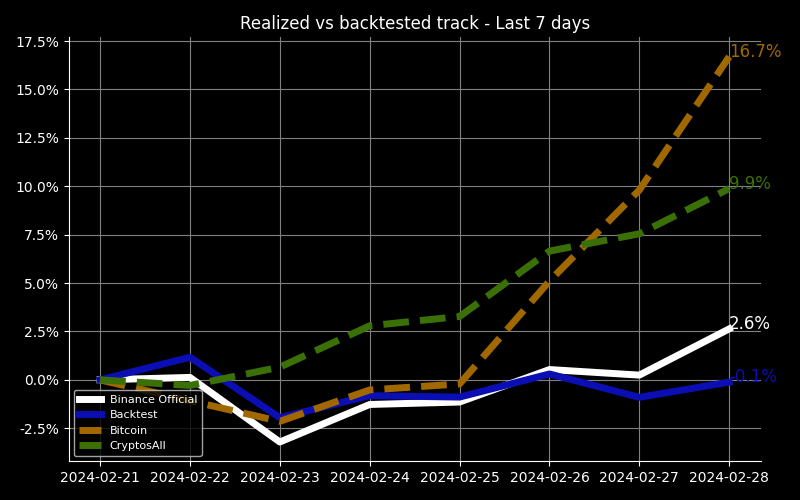 Realized vs backtested track - Last 7 days
17.5%
15.0%
12.5%
10.0%
7.5%
5.0%
2.5%
0.0%
-2.5%
16.7%
9.9%
2.6%
-0.1%
Binance Official
Backtest
Bitcoin
CryptosAll
2024-02-21 2024-02-22 2024-02-23 2024-02-24 2024-02-25 2024-02-26 2024-02-27 2024-02-28